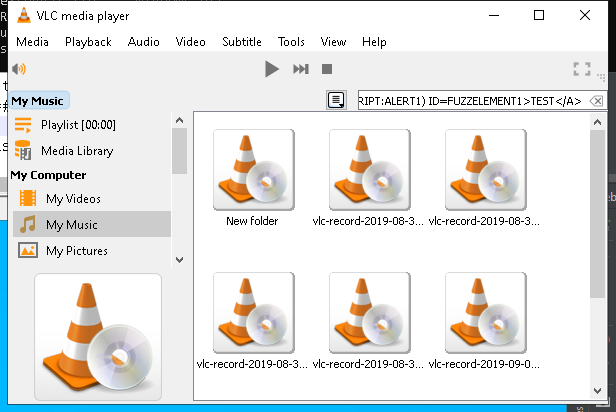 VLC media player
Media Playback Audio Video Subtitle Tools View Help
My Music
RIPT:ALERT1) ID=FUZZELEMENT1>TEST</A>
Playlist [00:00]
Media Library
My Computer
My Videos
My Music
My Pictures
New folder
vlc-record-2019-08-3...
vlc-record-2019-08-3...
vlc-record-2019-08-3...
vlc-record-2019-08-3...
vlc-record-2019-09-0...